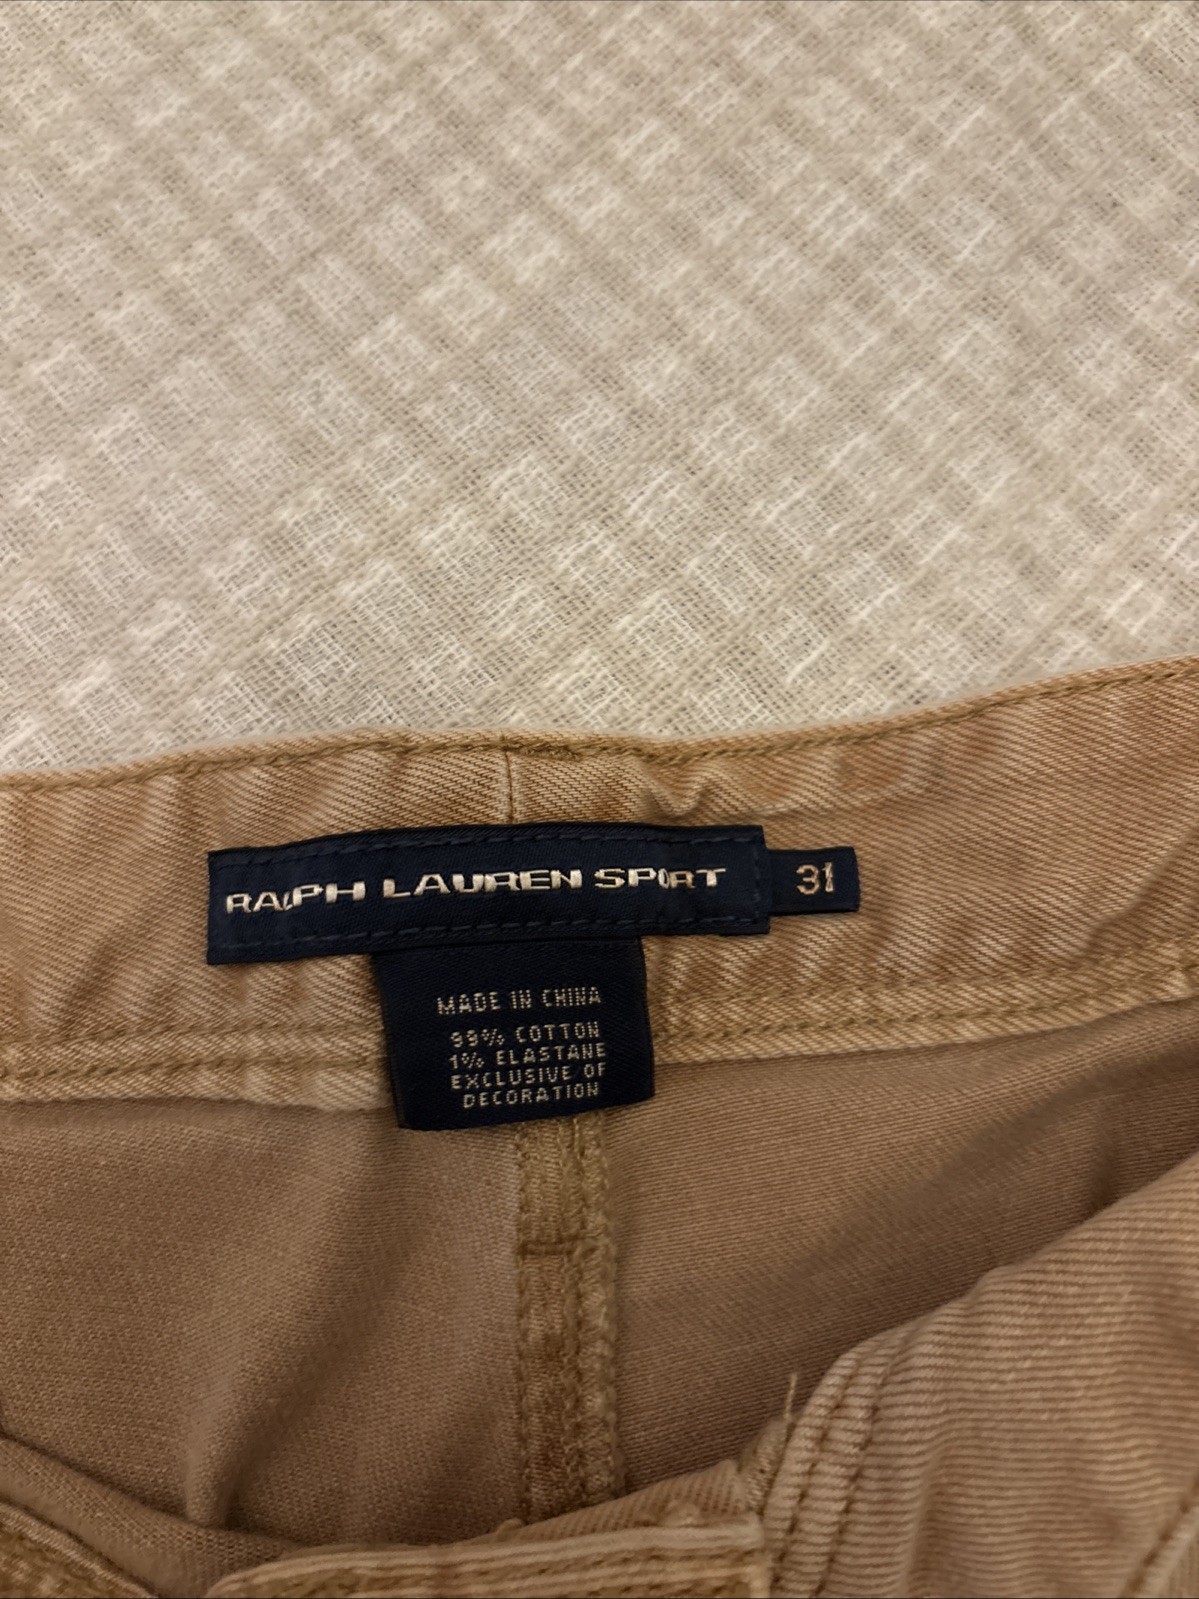 RALPH LAUREN SPORT
31
MADE IN CHINA
99% COTTON
1% ELASTANE
EXCLUSIVE OF
DECORATION